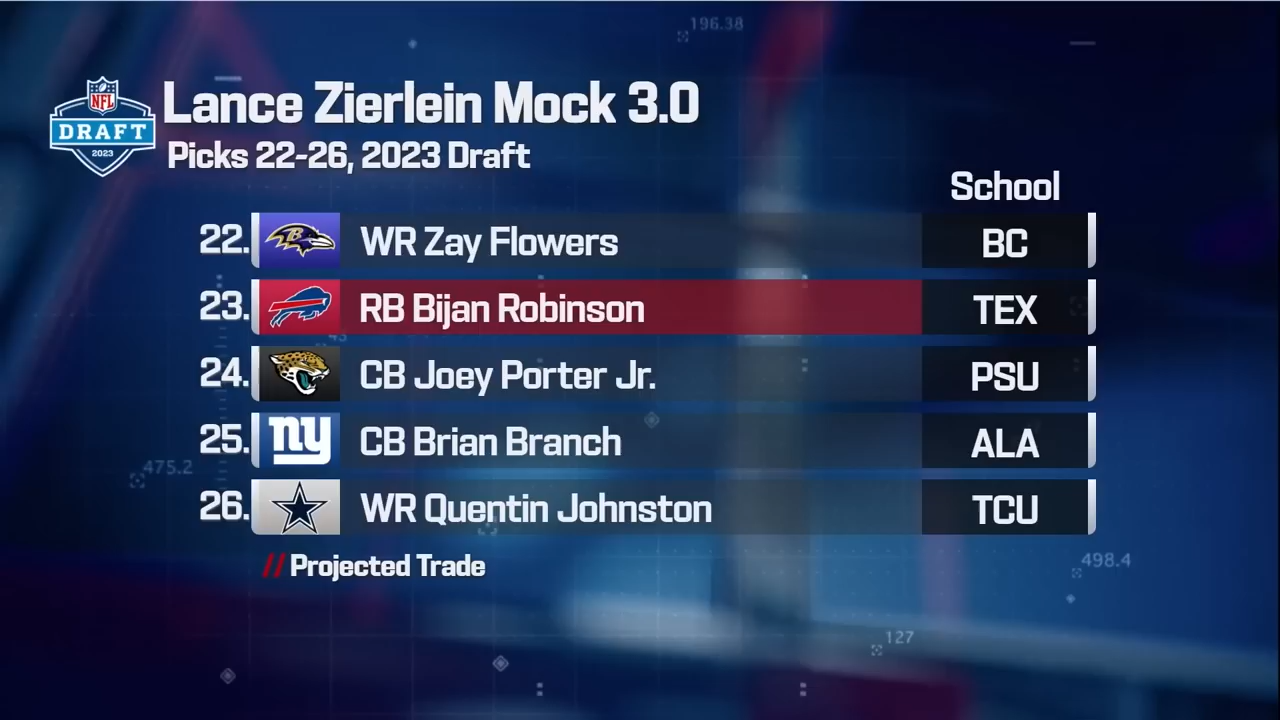 196.38
NFL
DRAFT
2023
Lance Zierlein Mock 3.0
Picks 22-26, 2023 Draft
School
22. WR Zay Flowers BC
23. B RB Bijan Robinson TEX
43
24. CB Joey Porter Jr. PSU
25. ny CB Brian Branch ALA
475.2
26. WR Quentin Johnston TCU
// Projected Trade
498.4
127